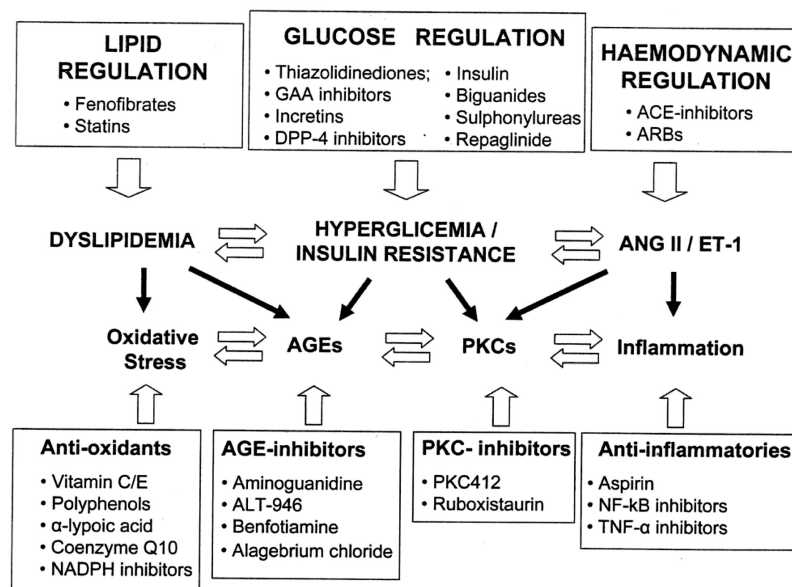 LIPID
REGULATION
• Fenofibrates
• Statins
GLUCOSE REGULATION
• Thiazolidinediones;
• GAA inhibitors
• Incretins
• DPP-4 inhibitors
• Insulin
• Biguanides
• Sulphonylureas
• Repaglinide
HAEMODYNAMIC
REGULATION
• ACE-inhibitors
• ARBs
DYSLIPIDEMIA
HYPERGLICEMIA /
INSULIN RESISTANCE
ANG II / ET-1
Oxidative
Stress
AGEs
PKCs
Inflammation
Anti-oxidants
• Vitamin C/E
• Polyphenols
• α-lypoic acid
• Coenzyme Q10
• NADPH inhibitors
AGE-inhibitors
• Aminoguanidine
• ALT-946
• Benfotiamine
• Alagebrium chloride
PKC- inhibitors
• PKC412
• Ruboxistaurin
Anti-inflammatories
• Aspirin
• NF-kB inhibitors
• TNF-α inhibitors